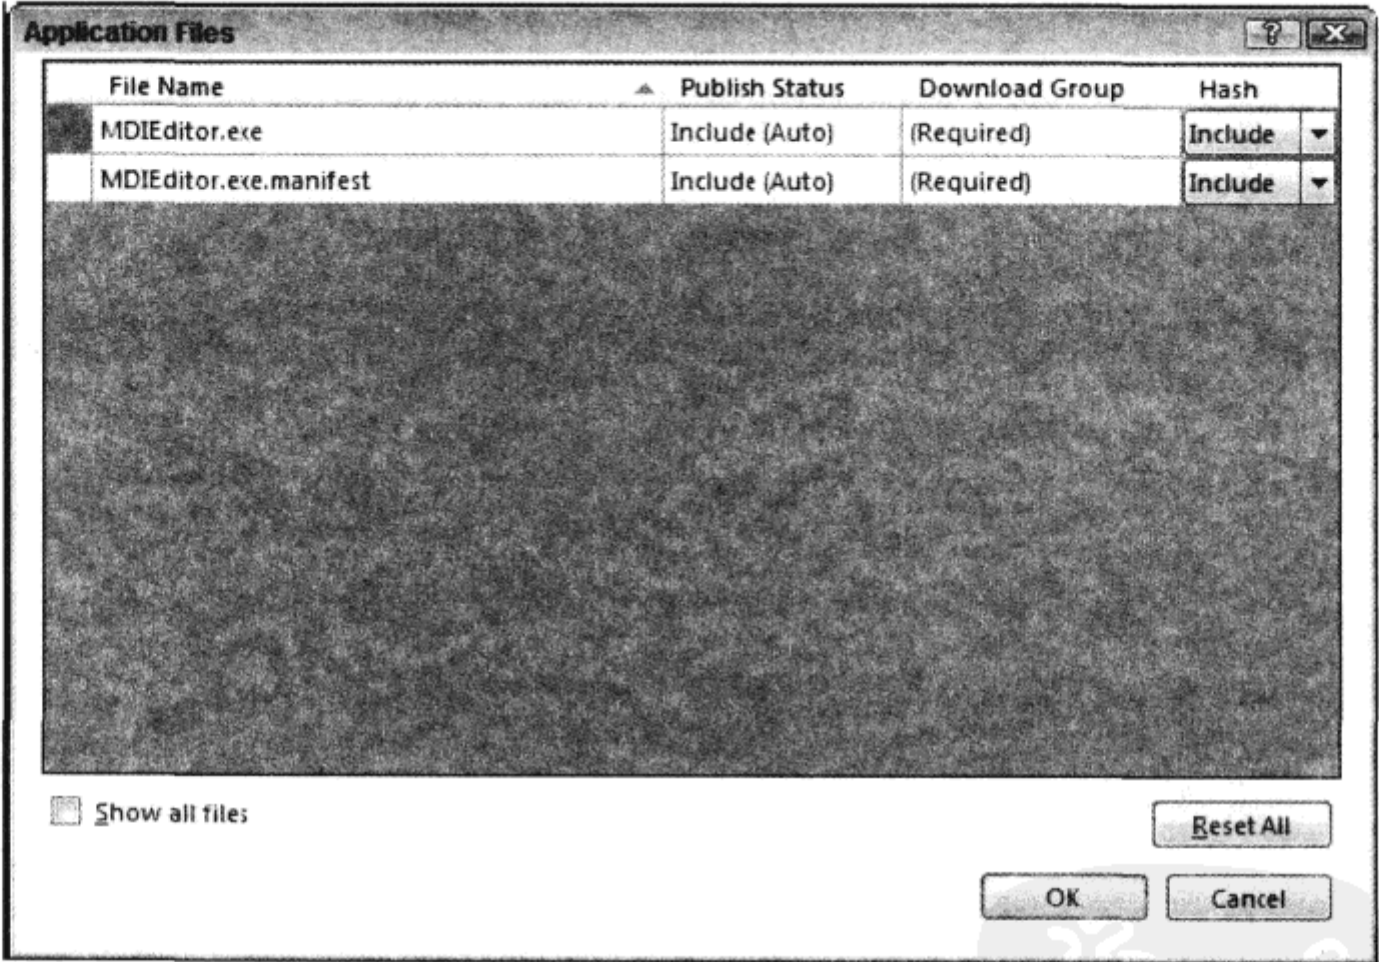 Application Files
File Name Publish Status Download Group Hash
MDIEditor.exe Include (Auto) (Required) Include
MDIEditor.exe.manifest Include (Auto) (Required) Include
Show all files
Reset All
OK Cancel